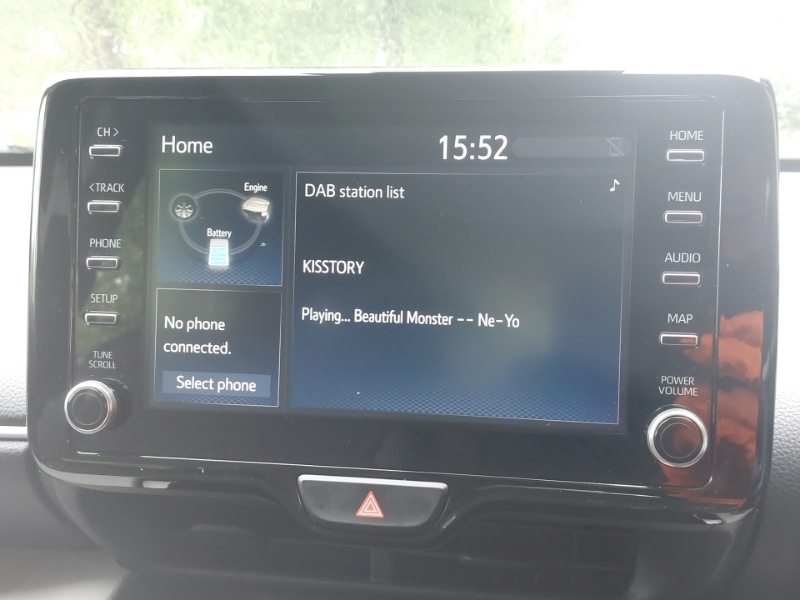 CH >
< TRACK
PHONE
SETUP
TUNE
SCROLL
Home
15:52
Engine
Battery
No phone
connected.
Select phone
DAB station list
KISSTORY
Playing... Beautiful Monster -- Ne-Yo
HOME
MENU
AUDIO
MAP
POWER
VOLUME